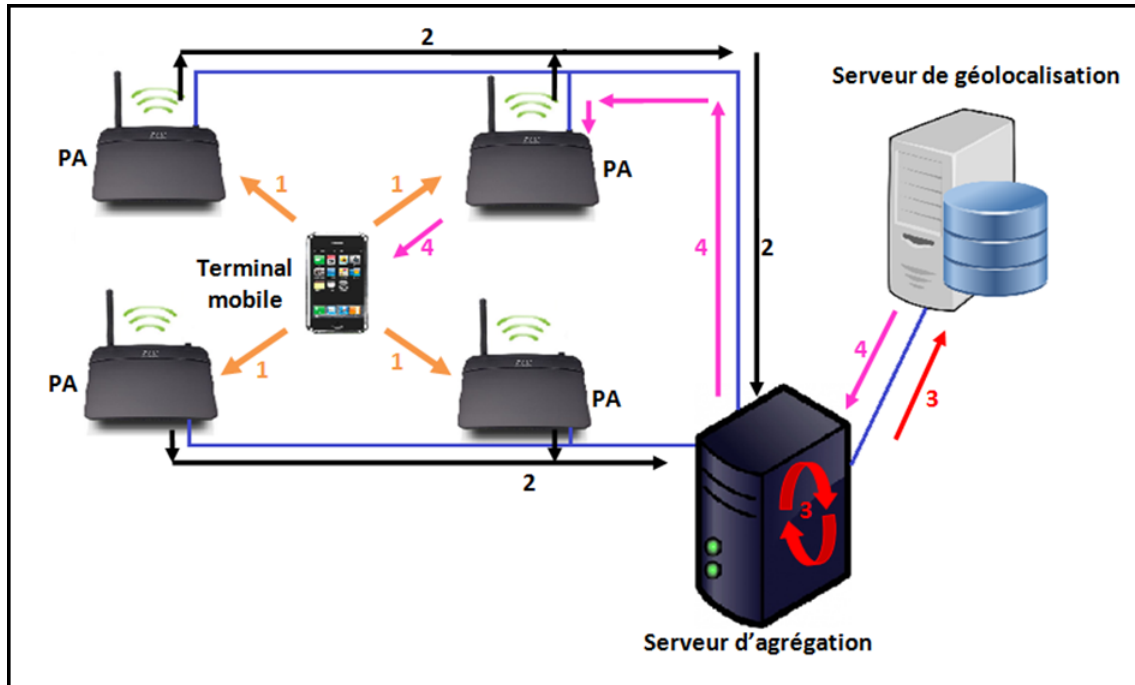 2
Serveur de géolocalisation
PA
PA
1
1
4
4
2
Terminal
mobile
4
3
1
1
PA
PA
2
3
Serveur d’agrégation